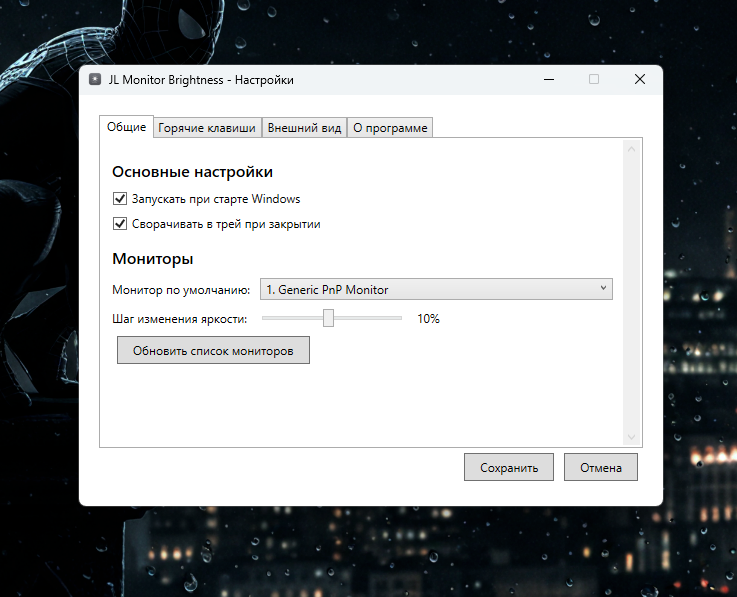 JL Monitor Brightness - Настройки
Общие Горячие клавиши Внешний вид О программе
Основные настройки
Запускать при старте Windows
Сворачивать в трей при закрытии
Мониторы
Монитор по умолчанию: 1. Generic PnP Monitor
Шаг изменения яркости: 10%
Обновить список мониторов
Сохранить Отмена